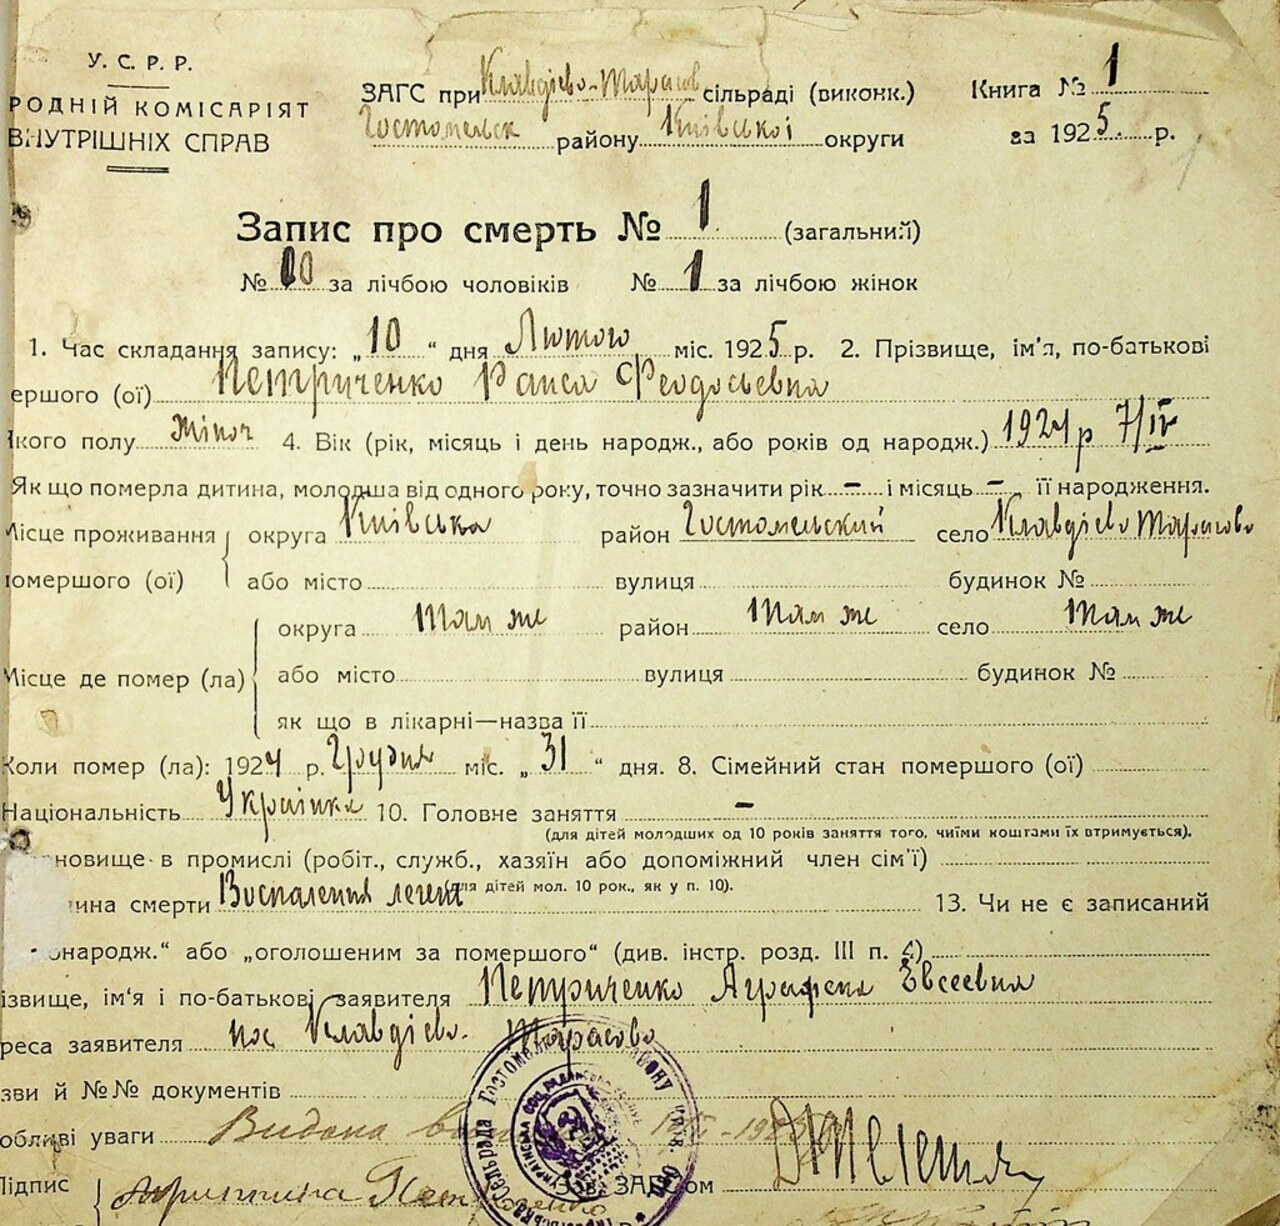 У. С. Р. Р.
РОДНІЙ КОМІСАРІЯТ
ВНУТРІШНІХ СПРАВ
ЗАГС при Клавдієво-Тарасов сільраді (виконк.)
Гостомельск району Київської округи
Книга № 1
за 1925 р.
Запис про смерть № 1 (загальний)
№ 00 за лічбою чоловіків № 1 за лічбою жінок
1. Час складання запису: „10“ дня Лютого міс. 1925 р. 2. Прізвище, ім'я, по-батькові
ершого (ої) Петриченко Раиса Феодосьевна
якого полу жіноч 4. Вік (рік, місяць і день народж., або років од народж.) 1924 р 7/IV
Як що померла дитина, молодша від одного року, точно зазначити рік – і місяць – її народження.
Місце проживання округа Київська район Гостомельский село Клавдієво Тарасово
помершого (ої) або місто вулиця будинок №
округа Там же район Там же село Там же
Місце де помер (ла) або місто вулиця будинок №
як що в лікарні—назва її
Коли помер (ла): 1924 р. Грудня міс. „31“ дня. 8. Сімейний стан помершого (ої)
Національність Українка 10. Головне заняття –
(для дітей молодших од 10 років заняття того, чиїми коштами їх втримується).
новище в промислі (робіт., служб., хазяїн або допоміжний член сім'ї)
(для дітей мол. 10 рок., як у п. 10).
ина смерти Воспаления леген 13. Чи не є записаний
онародж.“ або „оголошеним за помершого“ (див. інстр. розд. III п. 4)
ізвище, ім'я і по-батькові заявителя Петриченко Аграфена Евсеевна
реса заявителя пос Клавдієво-Тарасово
зви й №№ документів
обливі уваги Видана
Підпис ЗАГСом